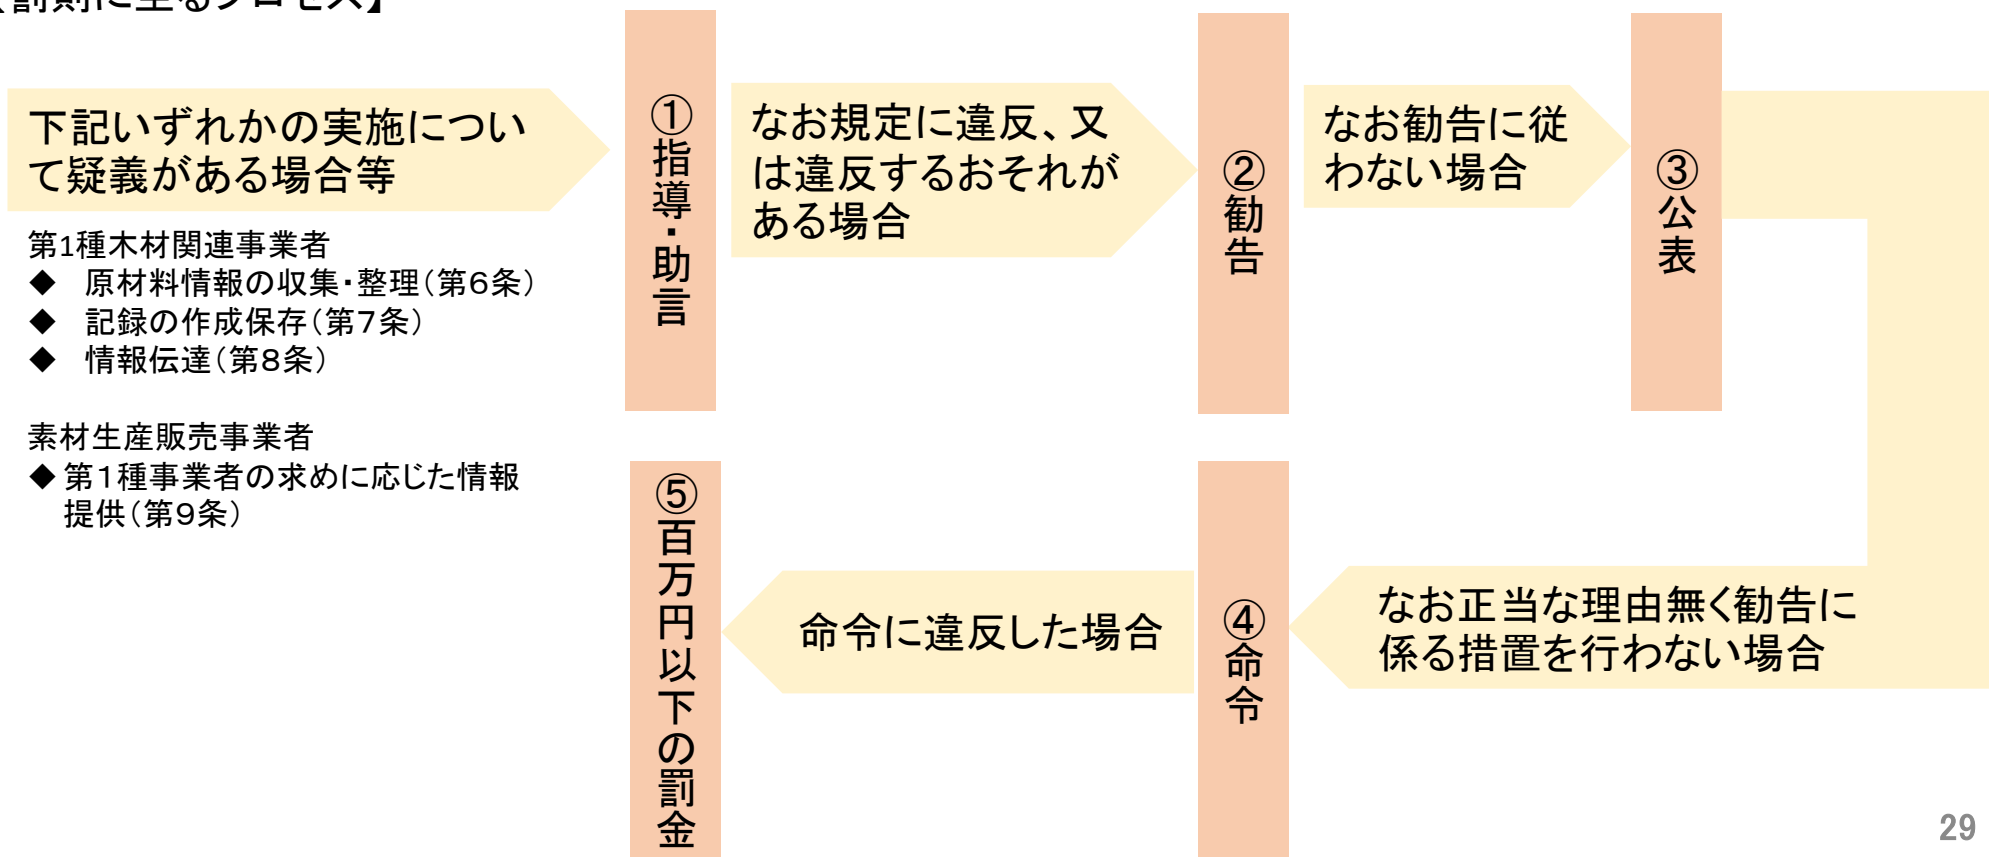 【罰則に至るプロセス】
下記いずれかの実施につい
て疑義がある場合等
第1種木材関連事業者
◆ 原材料情報の収集・整理（第６条）
◆ 記録の作成保存（第７条）
◆ 情報伝達（第８条）
素材生産販売事業者
◆ 第１種事業者の求めに応じた情報
提供（第９条）
①指導・助言
なお規定に違反、又
は違反するおそれが
ある場合
②勧告
なお勧告に従
わない場合
③公表
なお正当な理由無く勧告に
係る措置を行わない場合
④命令
命令に違反した場合
⑤百万円以下の罰金
29